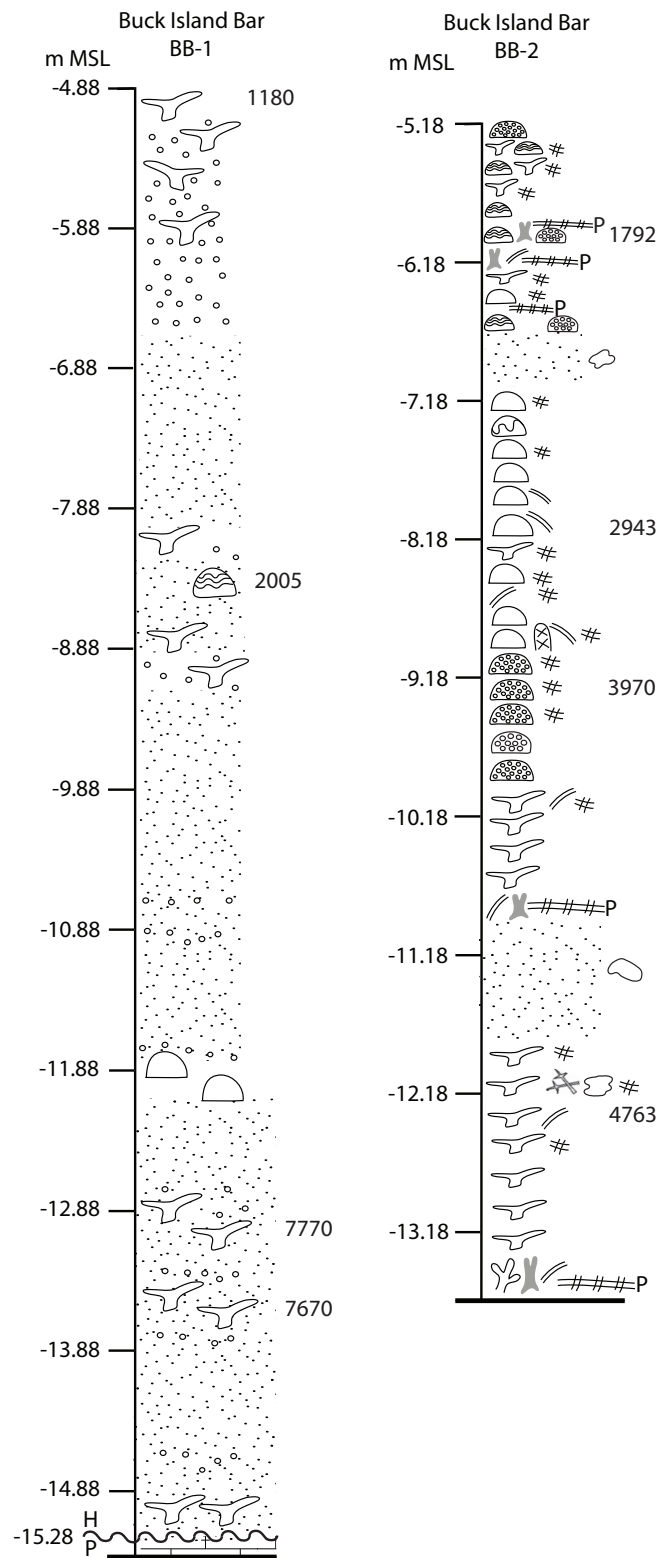 Buck Island Bar
BB-1
m MSL
-4.88
1180
-5.88
-6.88
-7.88
2005
-8.88
-9.88
-10.88
-11.88
-12.88
7770
7670
-13.88
-14.88
H
-15.28
P
Buck Island Bar
BB-2
m MSL
-5.18
P
1792
-6.18
P
P
-7.18
2943
-8.18
-9.18
3970
-10.18
P
-11.18
-12.18
4763
-13.18
P